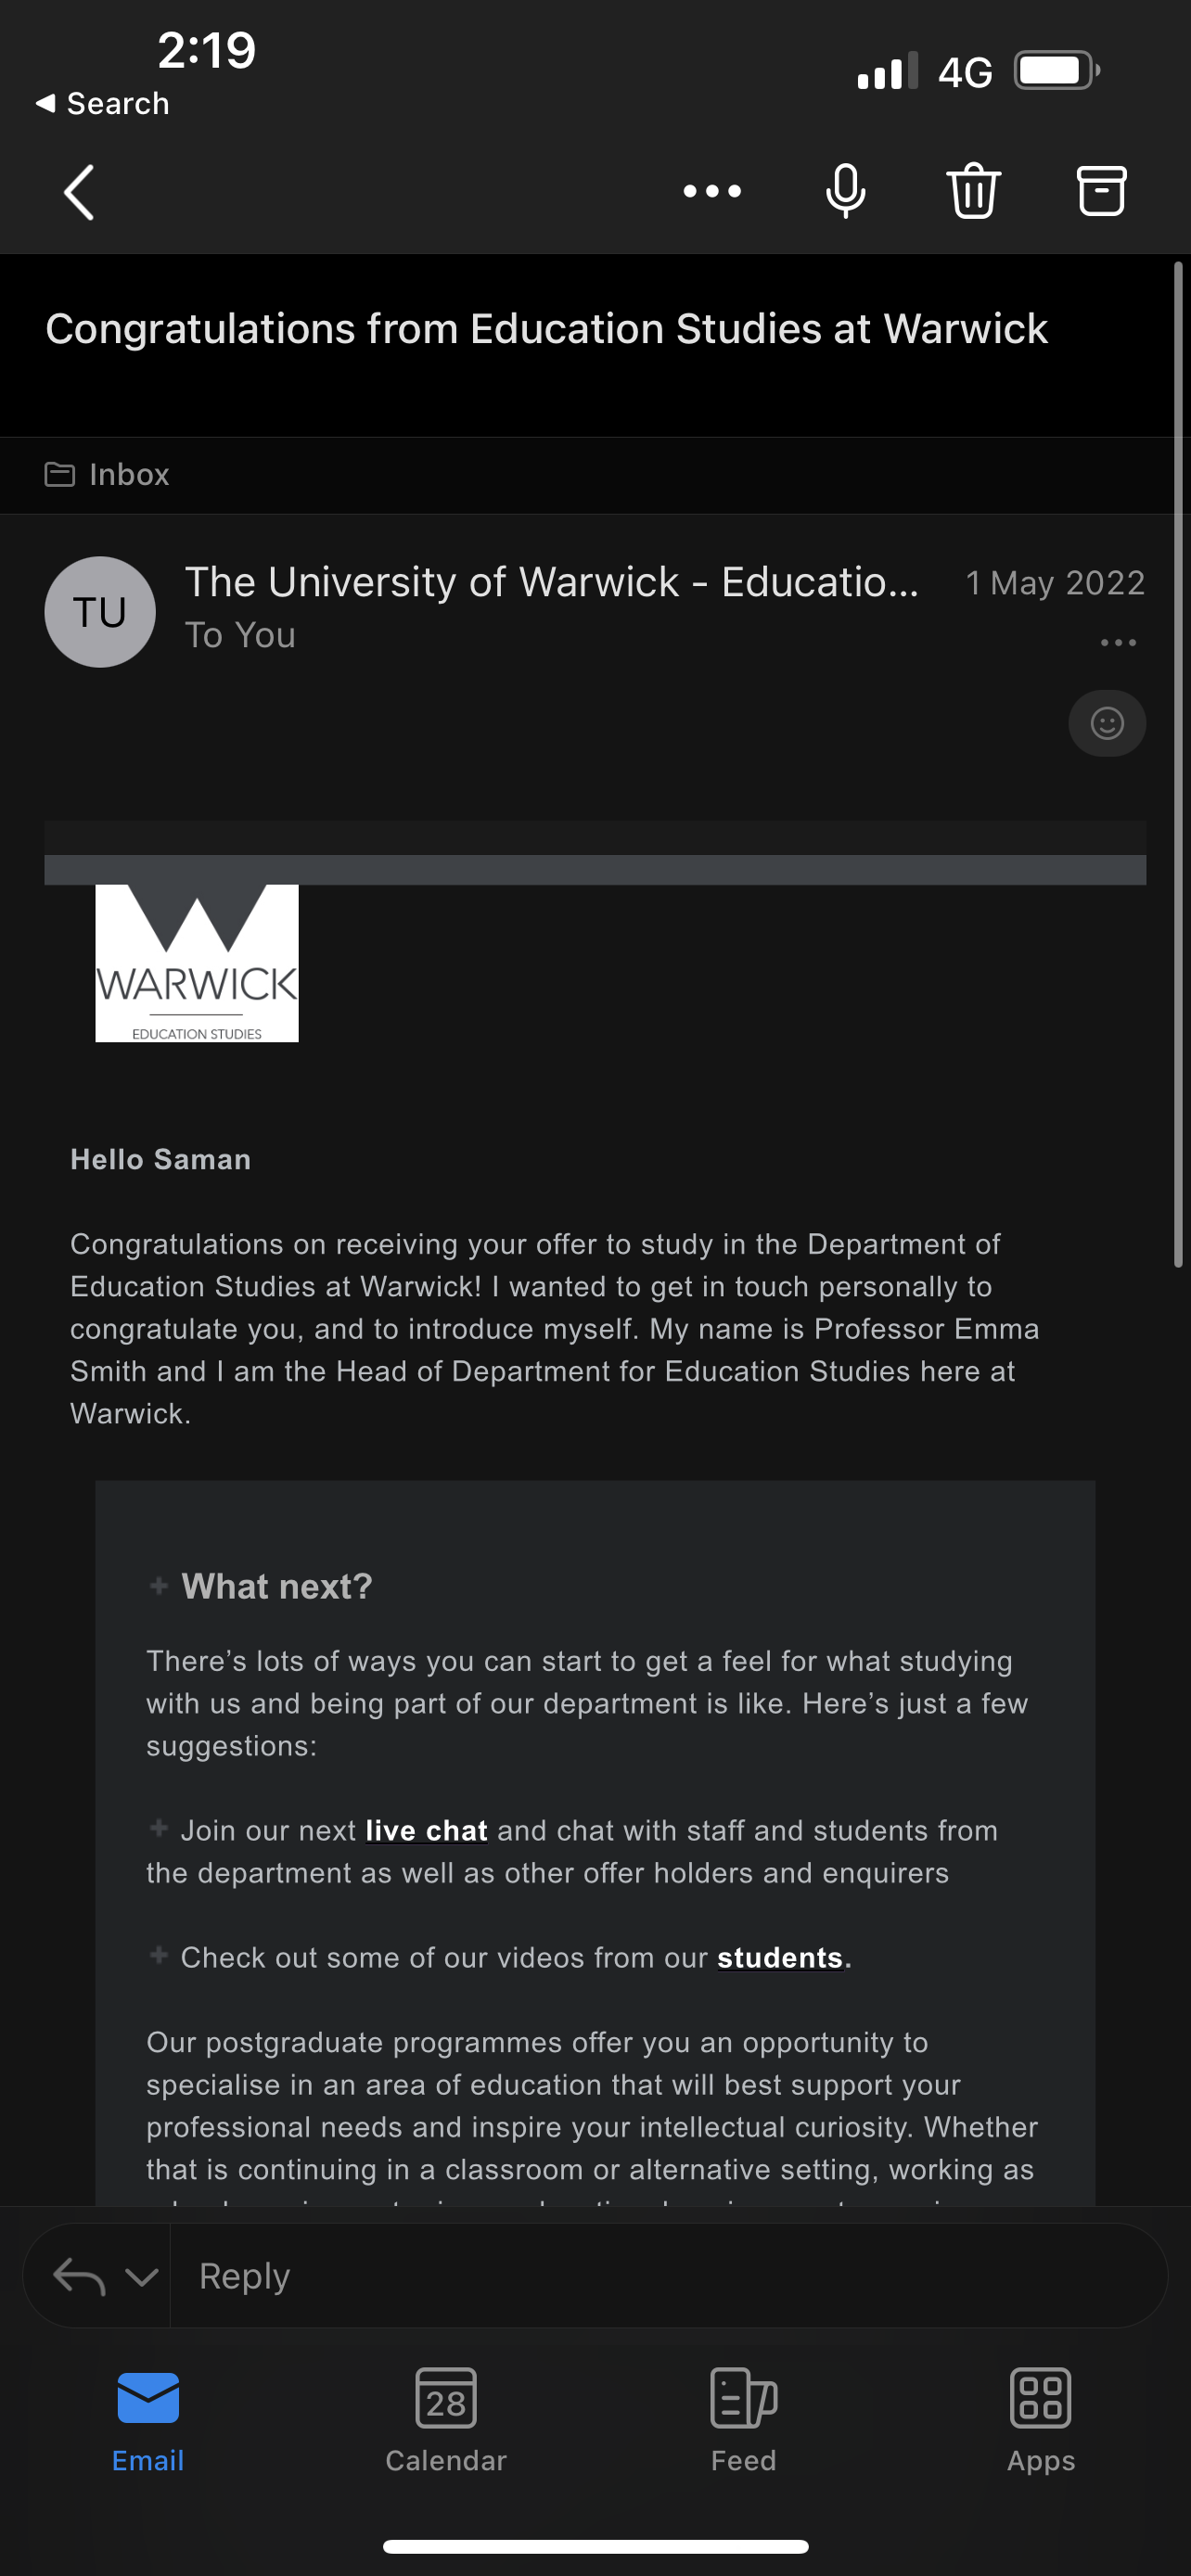 2:19
4G
Search
Congratulations from Education Studies at Warwick
Inbox
TU
The University of Warwick - Educatio...
1 May 2022
To You
WARWICK
EDUCATION STUDIES
Hello Saman
Congratulations on receiving your offer to study in the Department of
Education Studies at Warwick! I wanted to get in touch personally to
congratulate you, and to introduce myself. My name is Professor Emma
Smith and I am the Head of Department for Education Studies here at
Warwick.
+ What next?
There’s lots of ways you can start to get a feel for what studying
with us and being part of our department is like. Here’s just a few
suggestions:
+ Join our next live chat and chat with staff and students from
the department as well as other offer holders and enquirers
+ Check out some of our videos from our students.
Our postgraduate programmes offer you an opportunity to
specialise in an area of education that will best support your
professional needs and inspire your intellectual curiosity. Whether
that is continuing in a classroom or alternative setting, working as
Reply
28
Email
Calendar
Feed
Apps